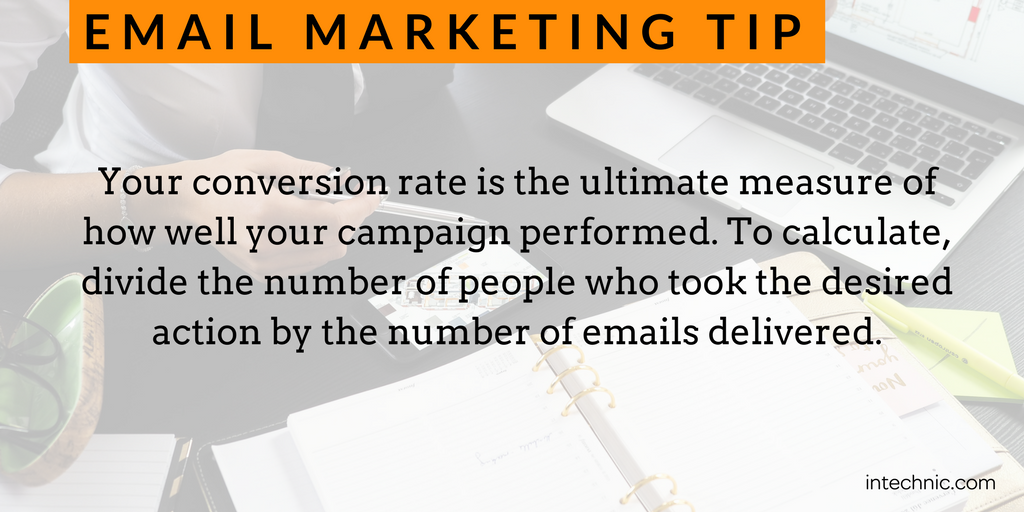 EMAIL MARKETING TIP
Your conversion rate is the ultimate measure of
how well your campaign performed. To calculate,
divide the number of people who took the desired
action by the number of emails delivered.
intechnic.com